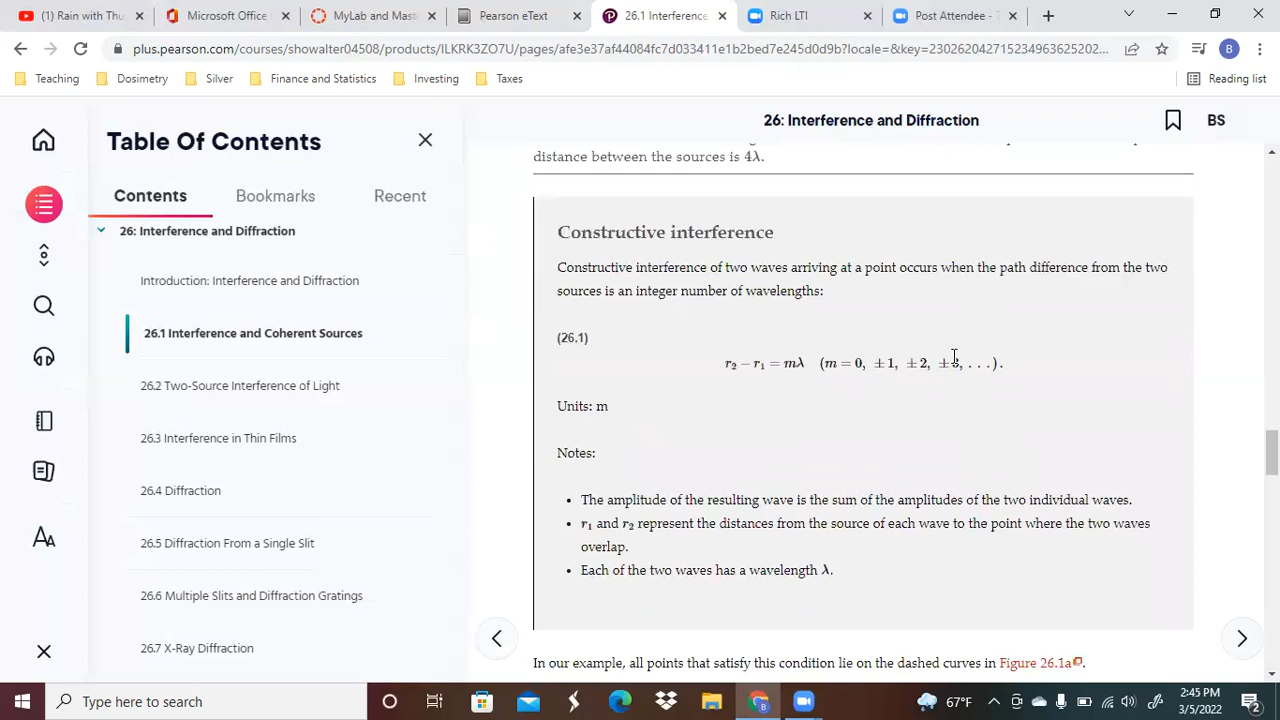 (1) Rain with Thu
Microsoft Office
MyLab and Mast
Pearson eText
26.1 Interference
Rich LTI
Post Attendee -
plus.pearson.com/courses/showalter04508/products/ILKRK3ZO7U/pages/afe3e37af44084fc7d033411e1b2bed7e245d0d9b?locale=&key=230262042715234963625202...
B
Teaching
Dosimetry
Silver
Finance and Statistics
Investing
Taxes
Reading list
Table Of Contents
Contents
Bookmarks
Recent
26: Interference and Diffraction
Introduction: Interference and Diffraction
26.1 Interference and Coherent Sources
26.2 Two-Source Interference of Light
26.3 Interference in Thin Films
26.4 Diffraction
26.5 Diffraction From a Single Slit
26.6 Multiple Slits and Diffraction Gratings
26.7 X-Ray Diffraction
26: Interference and Diffraction
BS
distance between the sources is 4λ.
Constructive interference
Constructive interference of two waves arriving at a point occurs when the path difference from the two
sources is an integer number of wavelengths:
(26.1)
r₂ − r₁ = mλ (m = 0, ±1, ±2, ±3, . . .).
Units: m
Notes:
• The amplitude of the resulting wave is the sum of the amplitudes of the two individual waves.
• r₁ and r₂ represent the distances from the source of each wave to the point where the two waves
overlap.
• Each of the two waves has a wavelength λ.
In our example, all points that satisfy this condition lie on the dashed curves in Figure 26.1a.
Type here to search
67°F
2:45 PM
3/5/2022
2